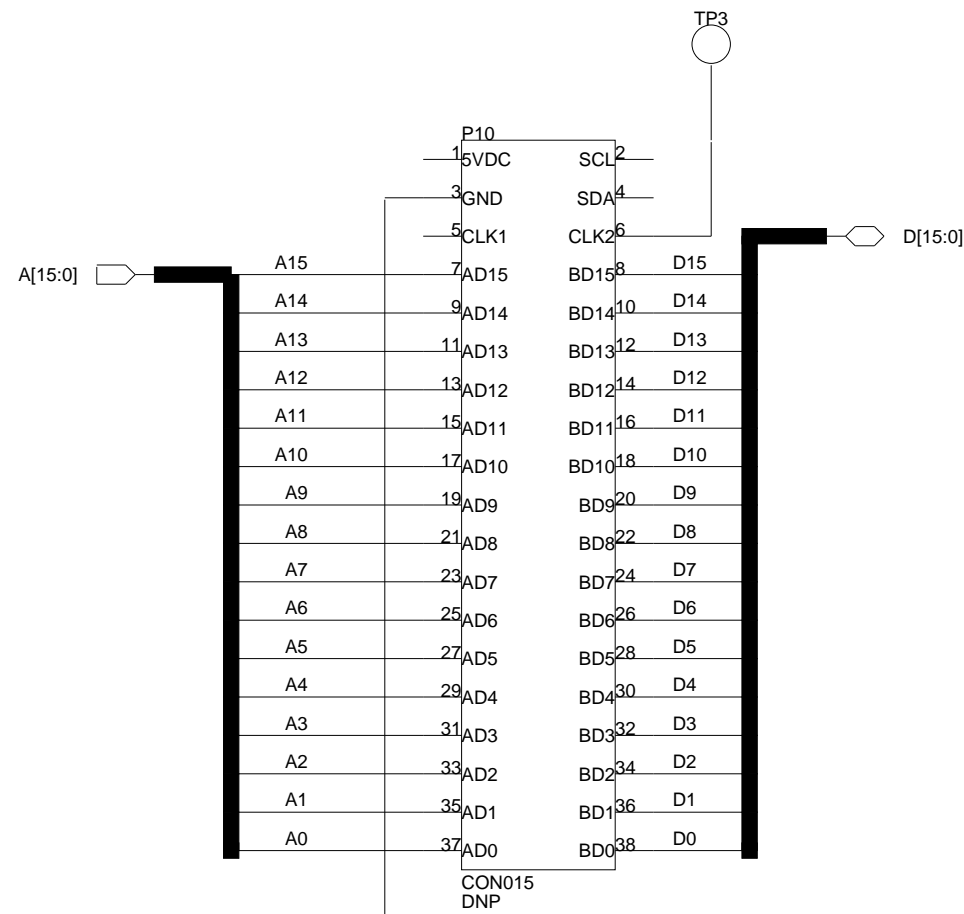 TP3
P10
1 5VDC SCL 2
3 GND SDA 4
5 CLK1 CLK2 6
D[15:0]
A[15:0]
A15 7 AD15 BD15 8 D15
A14 9 AD14 BD14 10 D14
A13 11 AD13 BD13 12 D13
A12 13 AD12 BD12 14 D12
A11 15 AD11 BD11 16 D11
A10 17 AD10 BD10 18 D10
A9 19 AD9 BD9 20 D9
A8 21 AD8 BD8 22 D8
A7 23 AD7 BD7 24 D7
A6 25 AD6 BD6 26 D6
A5 27 AD5 BD5 28 D5
A4 29 AD4 BD4 30 D4
A3 31 AD3 BD3 32 D3
A2 33 AD2 BD2 34 D2
A1 35 AD1 BD1 36 D1
A0 37 AD0 BD0 38 D0
CON015
DNP